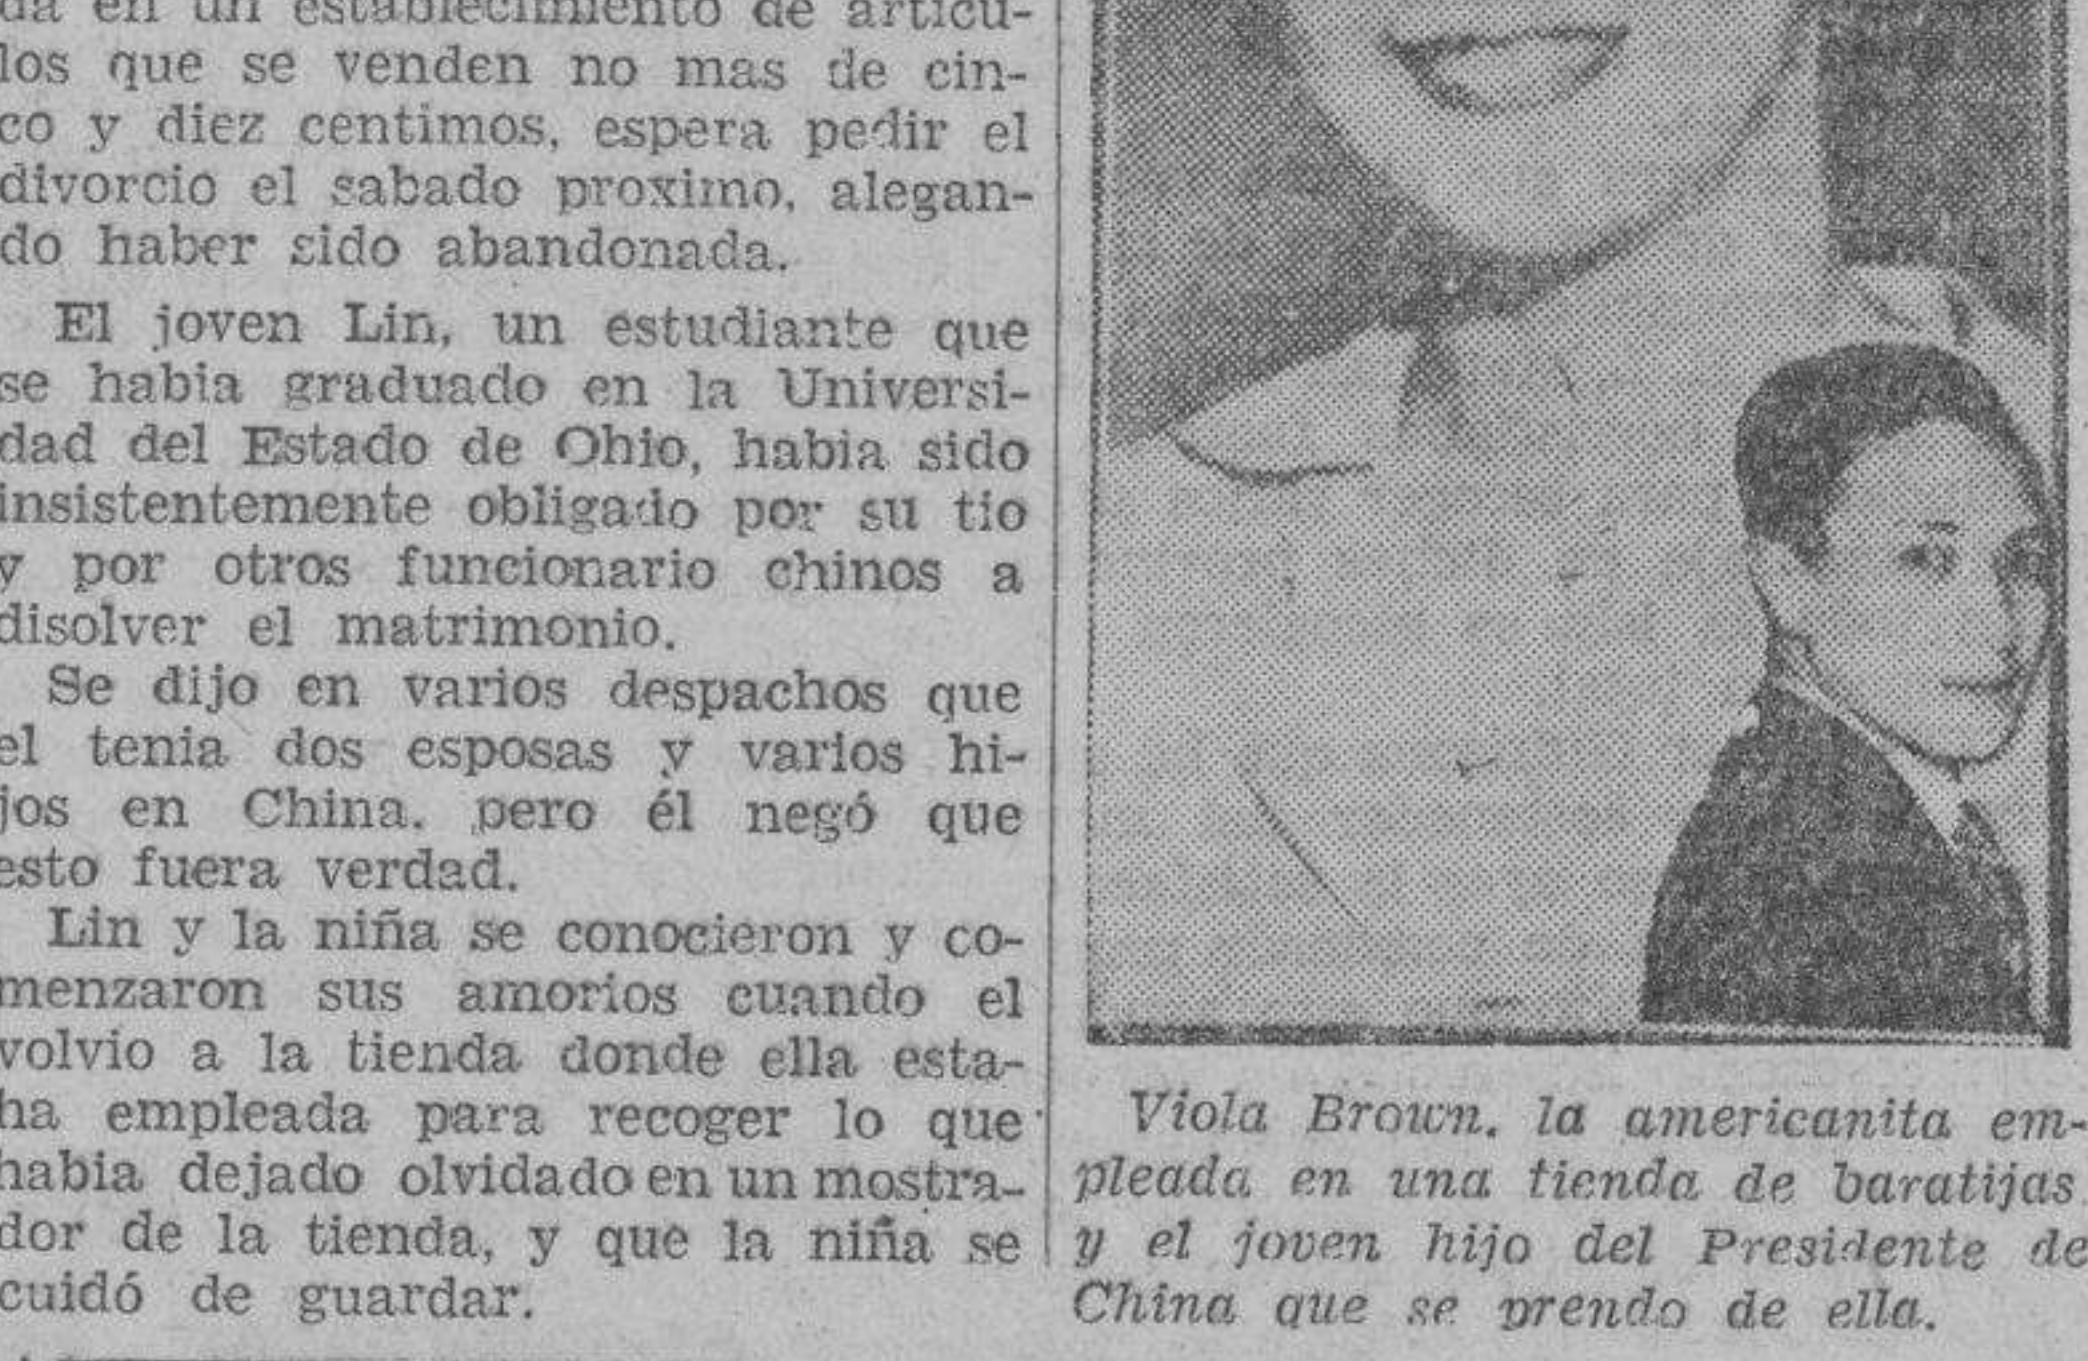 da en un establecimiento de articu-
los que se venden no mas de cin-
co y diez centimos, espera pedir el
divorcio el sabado proximo, alegan-
do haber sido abandonada.
El joven Lin, un estudiante que
se habia graduado en la Universi-
dad del Estado de Ohio, habia sido
insistentemente obligado por su tio
y por otros funcionario chinos a
disolver el matrimonio.
Se dijo en varios despachos que
el tenia dos esposas y varios hi-
jos en China. pero él negó que
esto fuera verdad.
Lin y la niña se conocieron y co-
menzaron sus amorios cuando el
volvio a la tienda donde ella esta-
ha empleada para recoger lo que
habia dejado olvidado en un mostra-
dor de la tienda, y que la niña se
cuidó de guardar.
Viola Brown. la americanita em-
pleada en una tienda de baratijas
y el joven hijo del Presidente de
China que se prendo de ella.